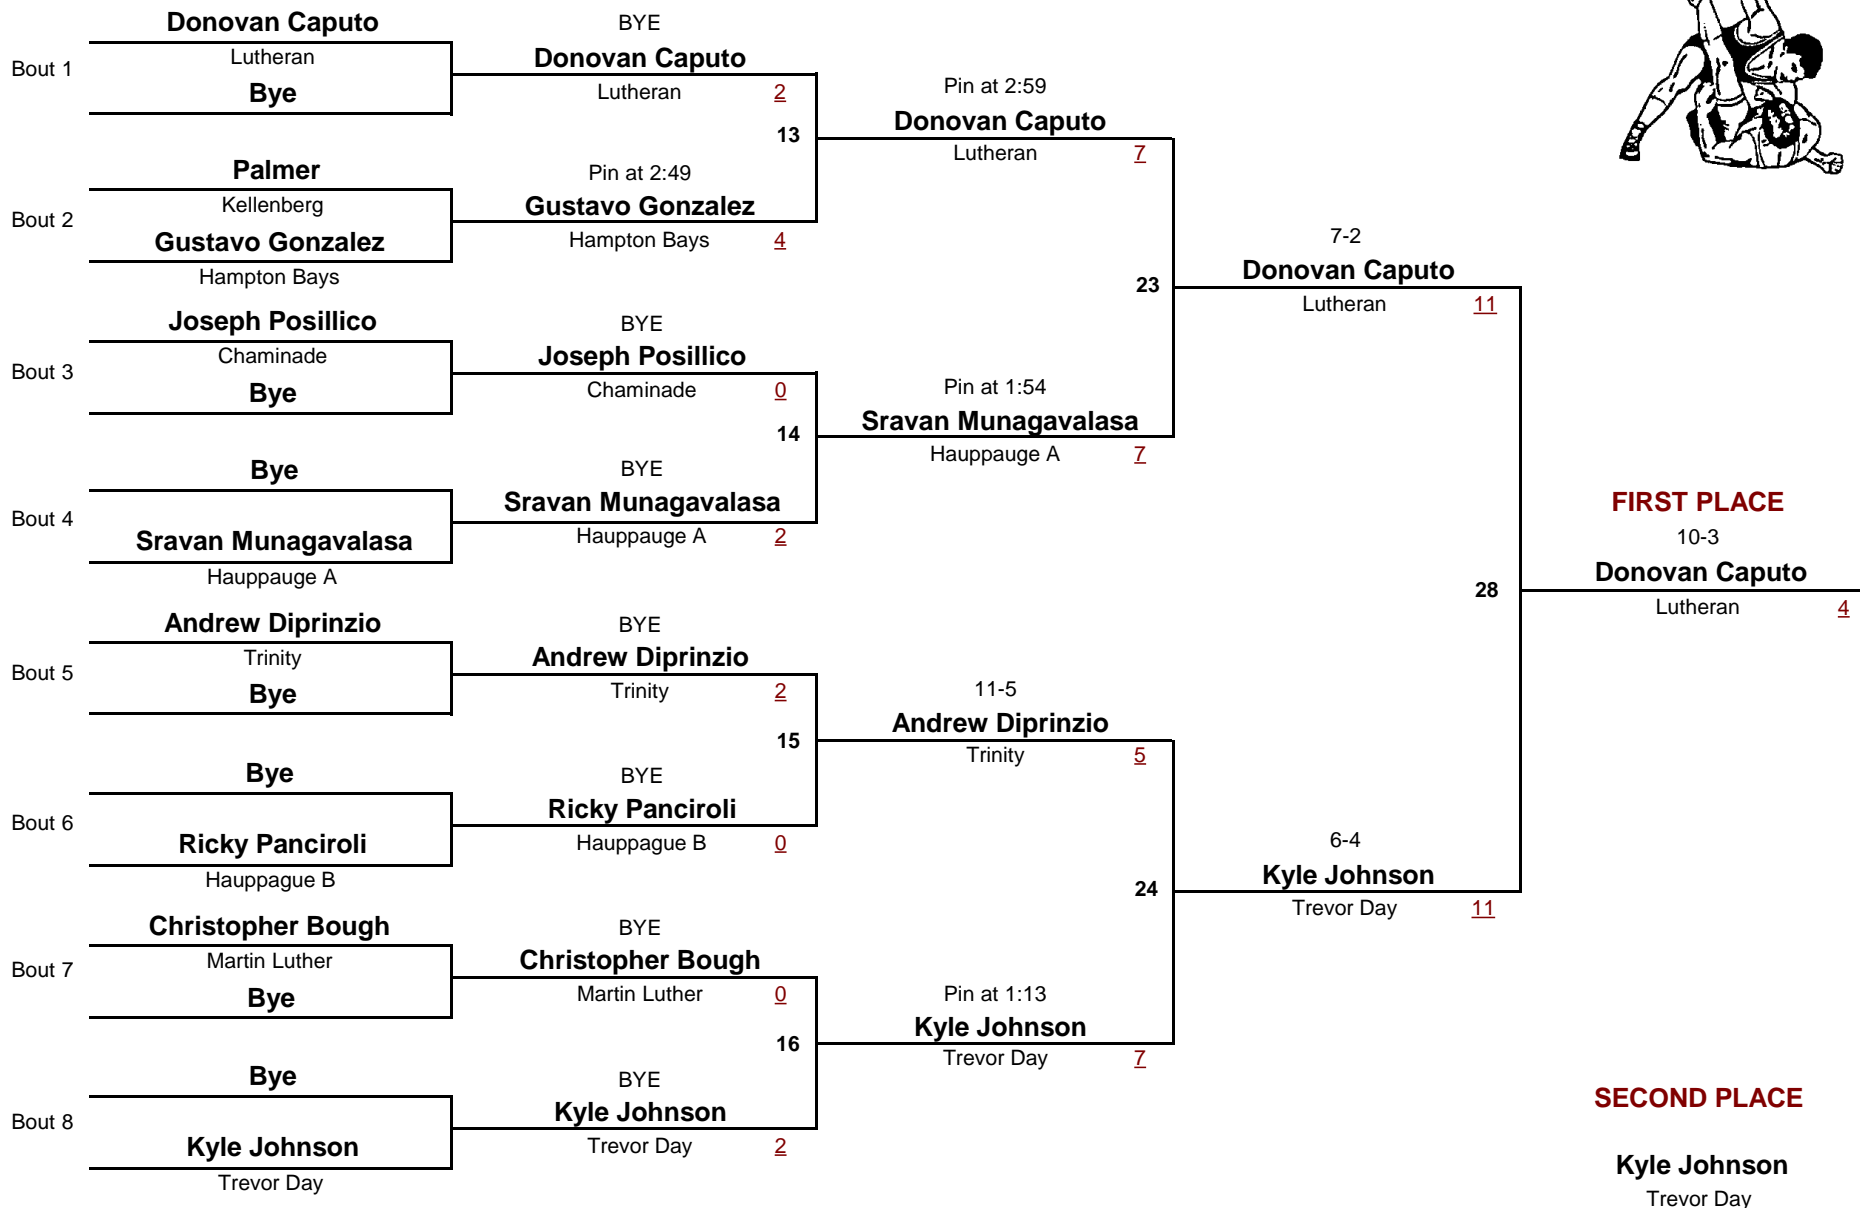 Donovan Caputo
Bout 1
Lutheran
Bye
Palmer
Bout 2
Kellenberg
Gustavo Gonzalez
Hampton Bays
Joseph Posillico
Bout 3
Chaminade
Bye
Bye
Bout 4
Sravan Munagavalasa
Hauppauge A
Andrew Diprinzio
Bout 5
Trinity
Bye
Bye
Bout 6
Ricky Panciroli
Hauppague B
Christopher Bough
Bout 7
Martin Luther
Bye
Bye
Bout 8
Kyle Johnson
Trevor Day
BYE
Donovan Caputo
Lutheran 2
13
Pin at 2:49
Gustavo Gonzalez
Hampton Bays 4
BYE
Joseph Posillico
Chaminade 0
14
BYE
Sravan Munagavalasa
Hauppauge A 2
BYE
Andrew Diprinzio
Trinity 2
15
BYE
Ricky Panciroli
Hauppague B 0
BYE
Christopher Bough
Martin Luther 0
16
BYE
Kyle Johnson
Trevor Day 2
Pin at 2:59
Donovan Caputo
Lutheran 7
23
Pin at 1:54
Sravan Munagavalasa
Hauppauge A 7
11-5
Andrew Diprinzio
Trinity 5
24
Pin at 1:13
Kyle Johnson
Trevor Day 7
7-2
Donovan Caputo
Lutheran 11
28
6-4
Kyle Johnson
Trevor Day 11
FIRST PLACE
10-3
Donovan Caputo
Lutheran 4
SECOND PLACE
Kyle Johnson
Trevor Day